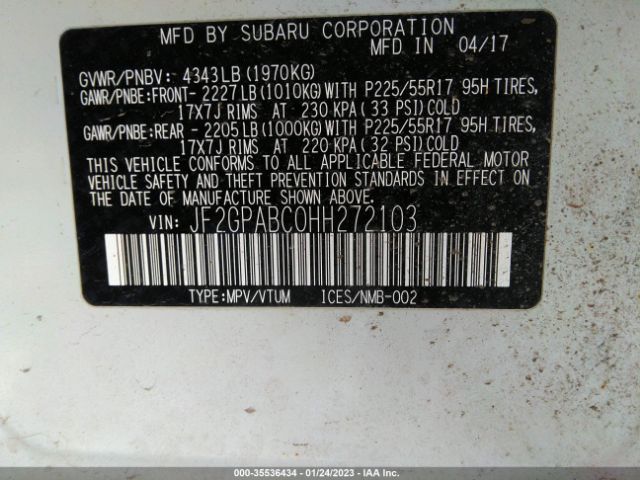 MFD BY SUBARU CORPORATION
MFD IN 04/17
GVWR/PNBV: 4343LB (1970KG)
GAWR/PNBE:FRONT- 2227LB (1010KG)WITH P225/55R17 95H TIRES,
17X7J RIMS AT 230 KPA (33 PSI)COLD
GAWR/PNBE:REAR - 2205LB (1000KG)WITH P225/55R17 95H TIRES,
17X7J RIMS AT 220 KPA (32 PSI)COLD
THIS VEHICLE CONFORMS TO ALL APPLICABLE FEDERAL MOTOR
VEHICLE SAFETY AND THEFT PREVENTION STANDARDS IN EFFECT ON
THE DATE OF MANUFACTURE SHOWN ABOVE.
VIN: JF2GPABC0HH272103
TYPE:MPV/VTUM ICES/NMB-002
000-35536434 - 01/24/2023 - IAA Inc.